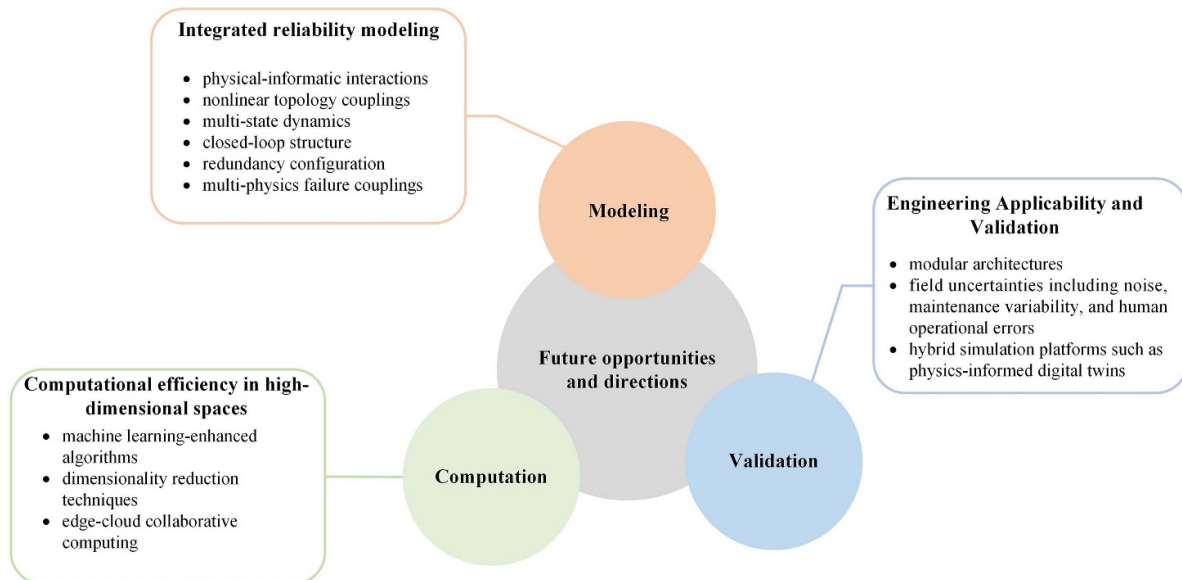 Integrated reliability modeling
• physical-informatic interactions
• nonlinear topology couplings
• multi-state dynamics
• closed-loop structure
• redundancy configuration
• multi-physics failure couplings
Modeling
Engineering Applicability and
Validation
• modular architectures
• field uncertainties including noise,
maintenance variability, and human
operational errors
• hybrid simulation platforms such as
physics-informed digital twins
Future opportunities
and directions
Computational efficiency in high-
dimensional spaces
• machine learning-enhanced
algorithms
• dimensionality reduction
techniques
• edge-cloud collaborative
computing
Computation
Validation